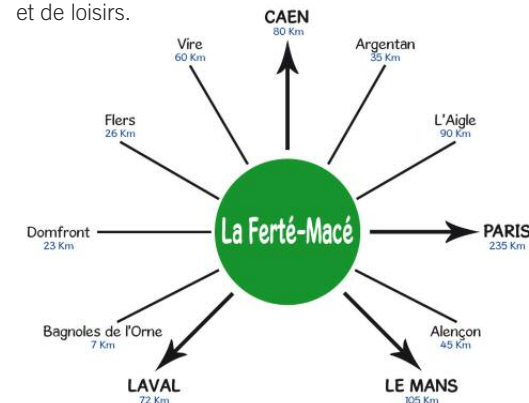 et de loisirs.
CAEN
80 Km
Vire
60 Km
Argentan
35 Km
Flers
26 Km
L'Aigle
90 Km
La Ferté-Macé
Domfront
23 Km
PARIS
235 Km
Bagnoles de l'Orne
7 Km
Alençon
45 Km
LAVAL
72 Km
LE MANS
105 Km